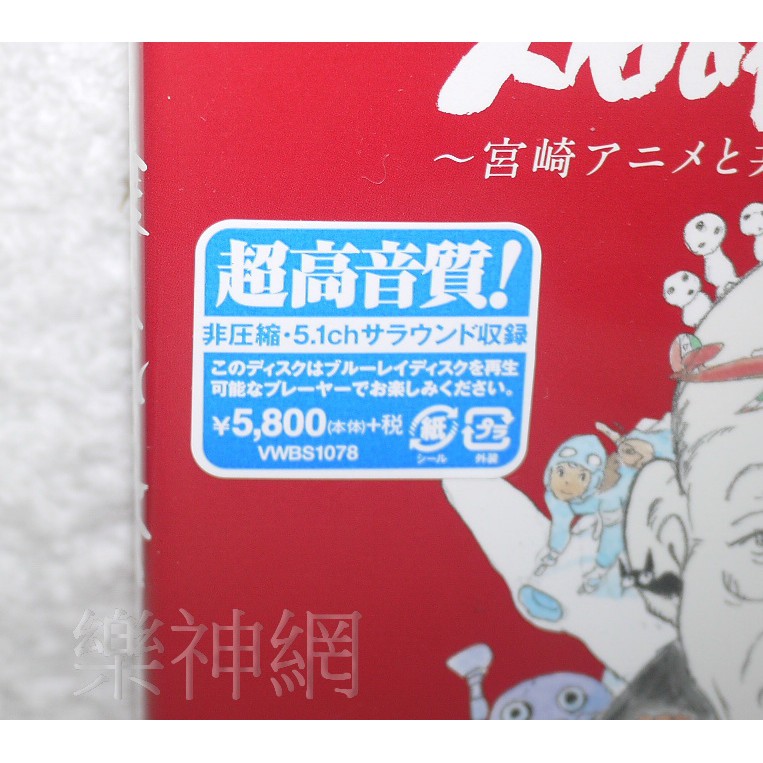 ～宮崎アニメと
超高音質!
非圧縮・5.1chサラウンド収録
このディスクはブルーレイディスクを再生
可能なプレーヤーでお楽しみください。
¥5,800(本体)+税
紙
シール
プラ
外装
VWBS1078
樂神網